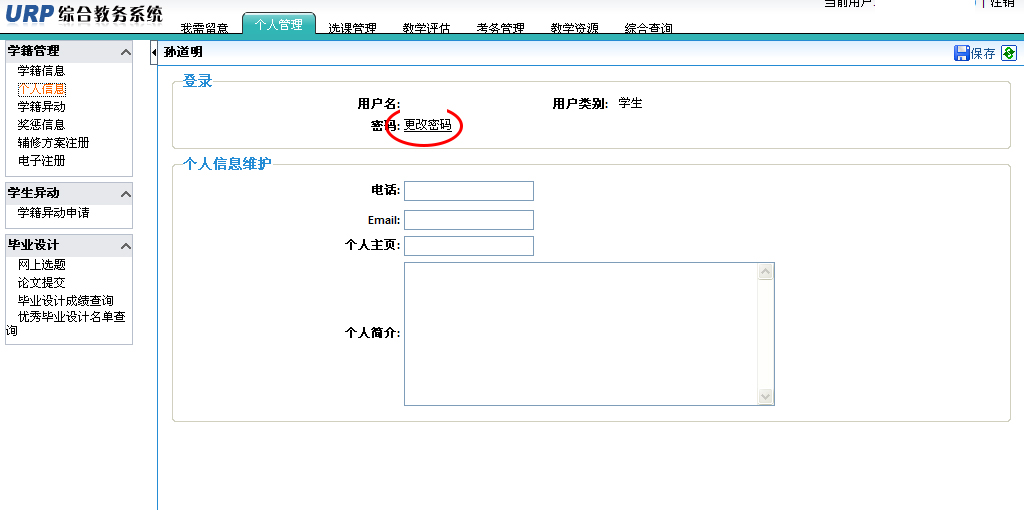 URP 综合教务系统
当前用户: 注销
我需留意 个人管理 选课管理 教学评估 考务管理 教学资源 综合查询
学籍管理
学籍信息
个人信息
学籍异动
奖惩信息
辅修方案注册
电子注册
学生异动
学籍异动申请
毕业设计
网上选题
论文提交
毕业设计成绩查询
优秀毕业设计名单查
询
孙道明 保存
登录
用户名: 用户类别: 学生
密码: 更改密码
个人信息维护
电话:
Email:
个人主页:
个人简介: